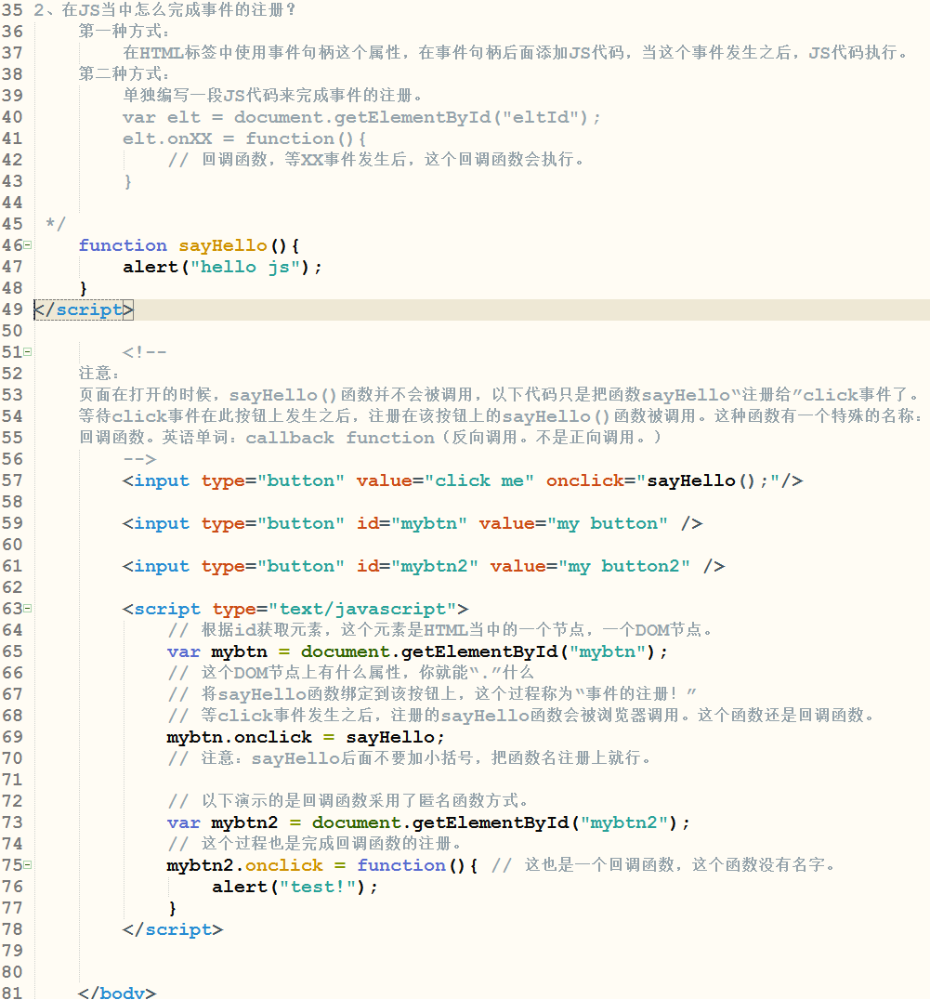 35 2、在JS当中怎么完成事件的注册？
36 第一种方式：
37 在HTML标签中使用事件句柄这个属性，在事件句柄后面添加JS代码，当这个事件发生之后，JS代码执行。
38 第二种方式：
39 单独编写一段JS代码来完成事件的注册。
40 var elt = document.getElementById("eltId");
41 elt.onXX = function(){
42 // 回调函数，等XX事件发生后，这个回调函数会执行。
43 }
44
45 */
46 function sayHello(){
47 alert("hello js");
48 }
49 </script>
50
51 <!--
52 注意：
53 页面在打开的时候，sayHello()函数并不会被调用，以下代码只是把函数sayHello“注册给”click事件了。
54 等待click事件在此按钮上发生之后，注册在该按钮上的sayHello()函数被调用。这种函数有一个特殊的名称：
55 回调函数。英语单词：callback function（反向调用。不是正向调用。）
56 -->
57 <input type="button" value="click me" onclick="sayHello();"/>
58
59 <input type="button" id="mybtn" value="my button" />
60
61 <input type="button" id="mybtn2" value="my button2" />
62
63 <script type="text/javascript">
64 // 根据id获取元素，这个元素是HTML当中的一个节点，一个DOM节点。
65 var mybtn = document.getElementById("mybtn");
66 // 这个DOM节点上有什么属性，你就能“.”什么
67 // 将sayHello函数绑定到该按钮上，这个过程称为“事件的注册！”
68 // 等click事件发生之后，注册的sayHello函数会被浏览器调用。这个函数还是回调函数。
69 mybtn.onclick = sayHello;
70 // 注意：sayHello后面不要加小括号，把函数名注册上就行。
71
72 // 以下演示的是回调函数采用了匿名函数方式。
73 var mybtn2 = document.getElementById("mybtn2");
74 // 这个过程也是完成回调函数的注册。
75 mybtn2.onclick = function(){ // 这也是一个回调函数，这个函数没有名字。
76 alert("test!");
77 }
78 </script>
79
80
81 </body>